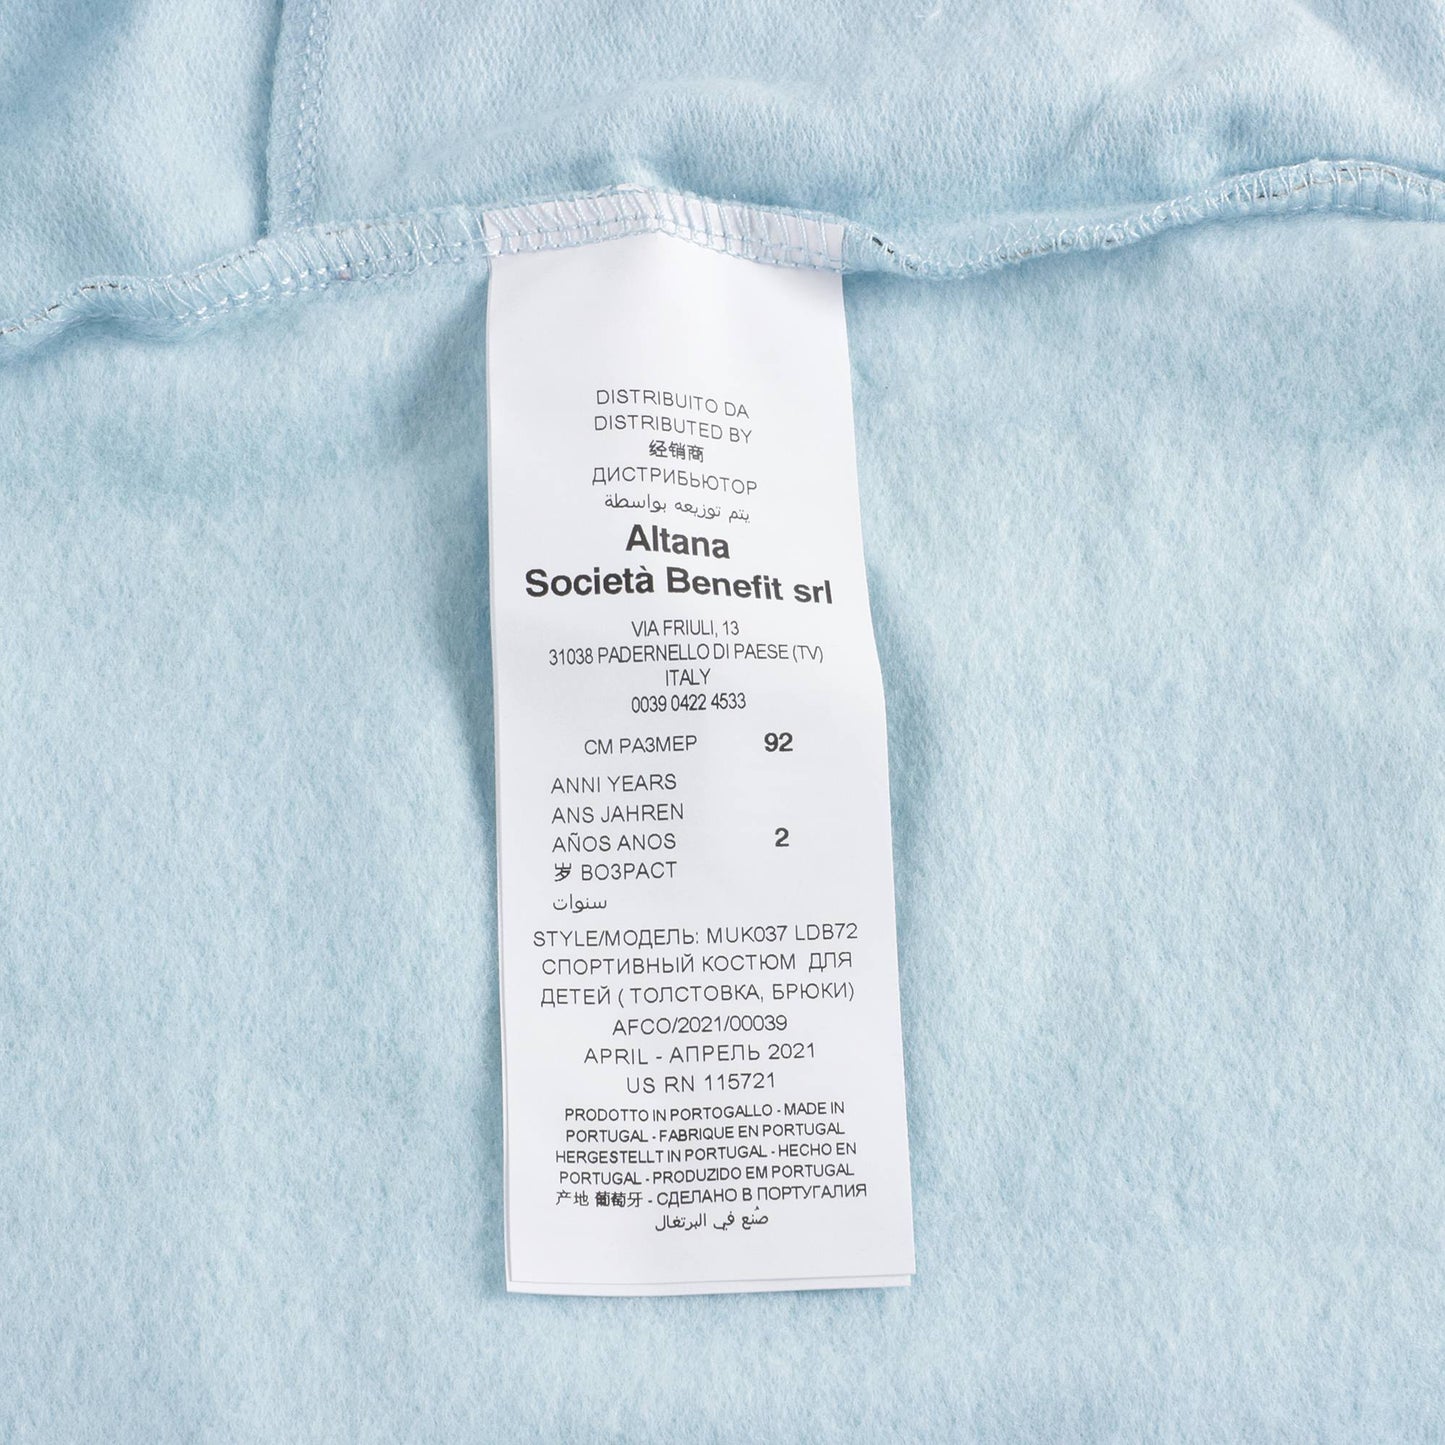 DISTRIBUITO DA
DISTRIBUTED BY
经销商
ДИСТРИБЬЮТОР
يتم توزيعه بواسطة
Altana
Società Benefit srl
VIA FRIULI, 13
31038 PADERNELLO DI PAESE (TV)
ITALY
0039 0422 4533
СМ РАЗМЕР 92
ANNI YEARS
ANS JAHREN
AÑOS ANOS 2
岁 ВОЗРАСТ
سنوات
STYLE/МОДЕЛЬ: MUK037 LDB72
СПОРТИВНЫЙ КОСТЮМ ДЛЯ
ДЕТЕЙ ( ТОЛСТОВКА, БРЮКИ)
AFCO/2021/00039
APRIL - АПРЕЛЬ 2021
US RN 115721
PRODOTTO IN PORTOGALLO - MADE IN
PORTUGAL - FABRIQUE EN PORTUGAL
HERGESTELLT IN PORTUGAL - HECHO EN
PORTUGAL - PRODUZIDO EM PORTUGAL
产地 葡萄牙 - СДЕЛАНО В ПОРТУГАЛИЯ
صُنع في البرتغال